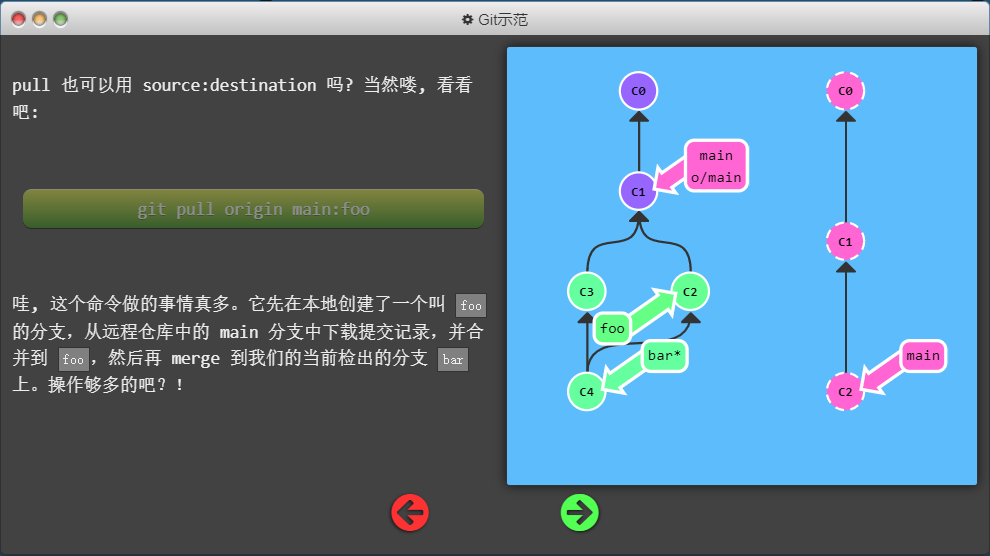 Git示范
pull 也可以用 source:destination 吗? 当然喽, 看看
吧:
git pull origin main:foo
哇, 这个命令做的事情真多。它先在本地创建了一个叫 foo
的分支, 从远程仓库中的 main 分支中下载提交记录, 并合
并到 foo, 然后再 merge 到我们的当前检出的分支 bar
上。操作够多的吧? !
C0
main
o/main
C1
C3
C2
foo
bar*
C4
C0
C1
main
C2